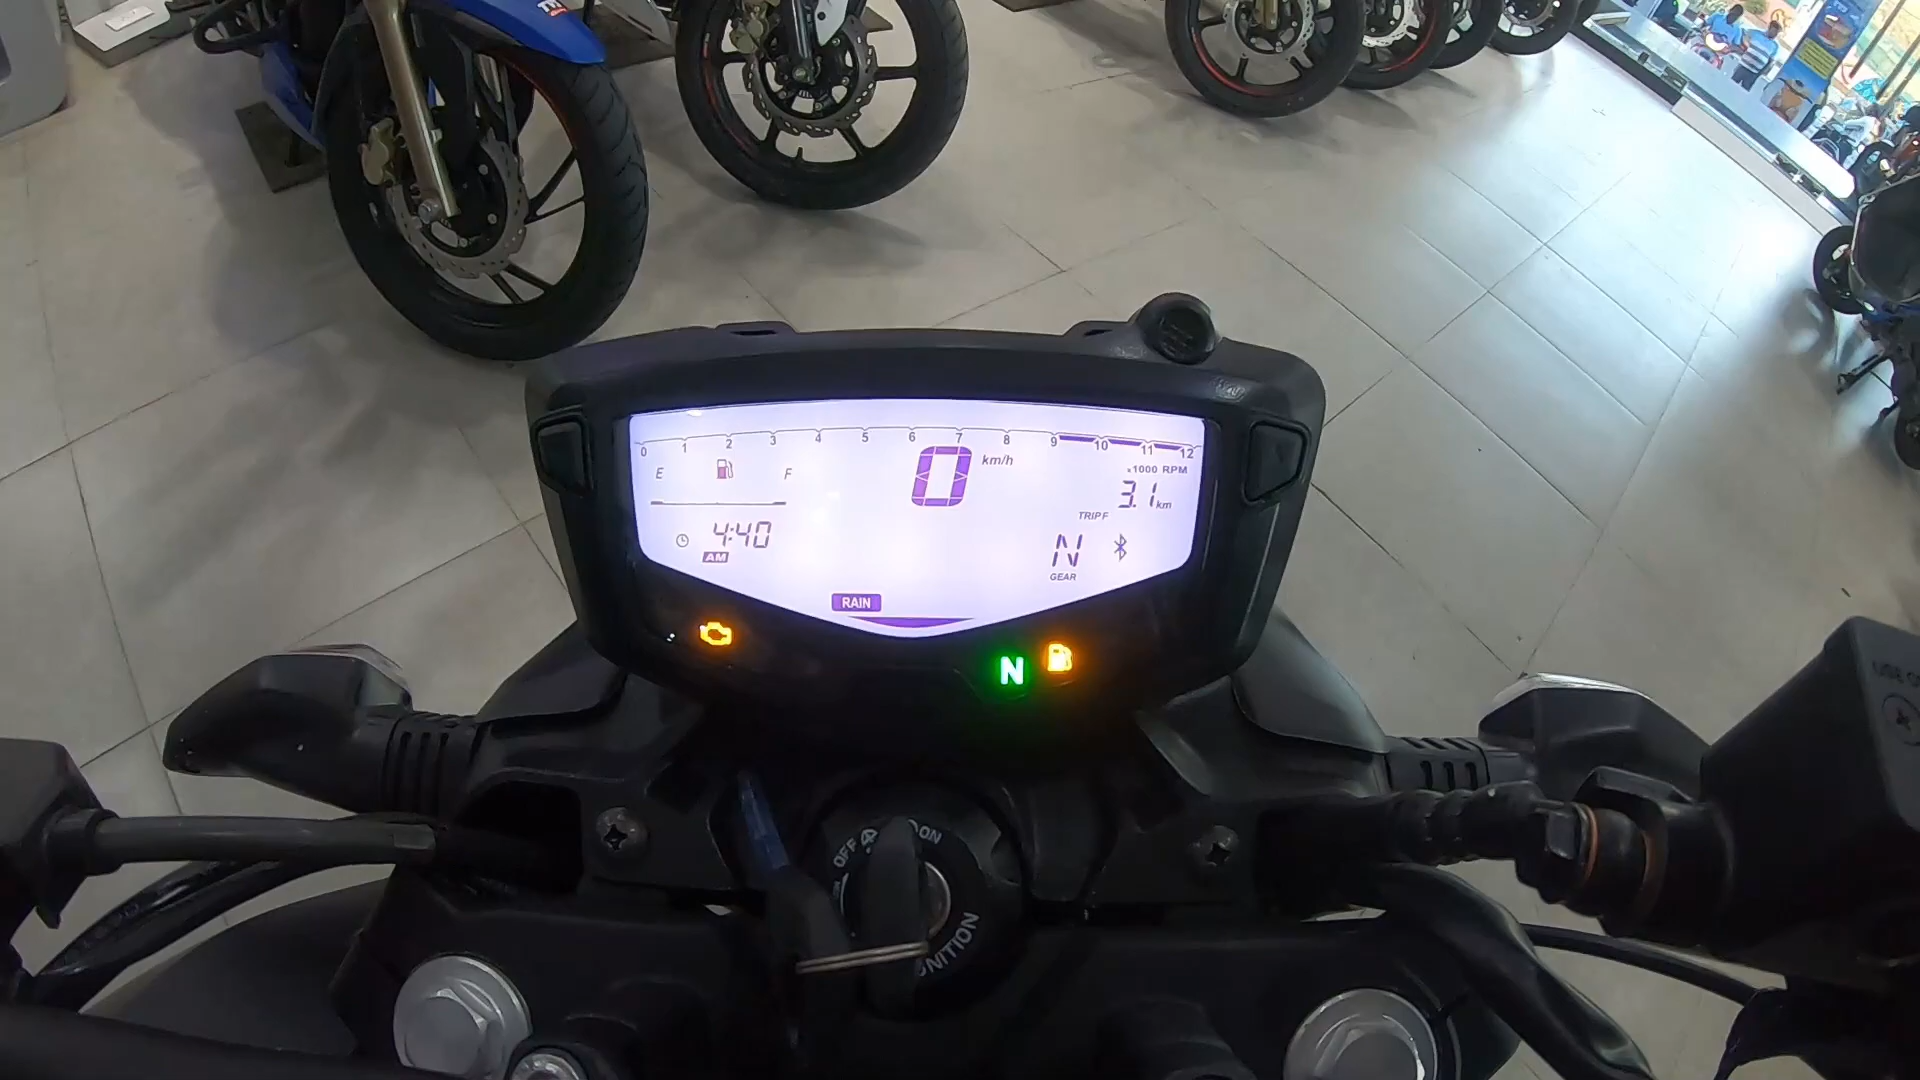 0 1 2 3 4 5 6 7 8 9 10 11 12
x1000 RPM
E F
0 km/h
3.1 km
TRIP F
4:40
AM
N
GEAR
RAIN
N
OFF ON
IGNITION